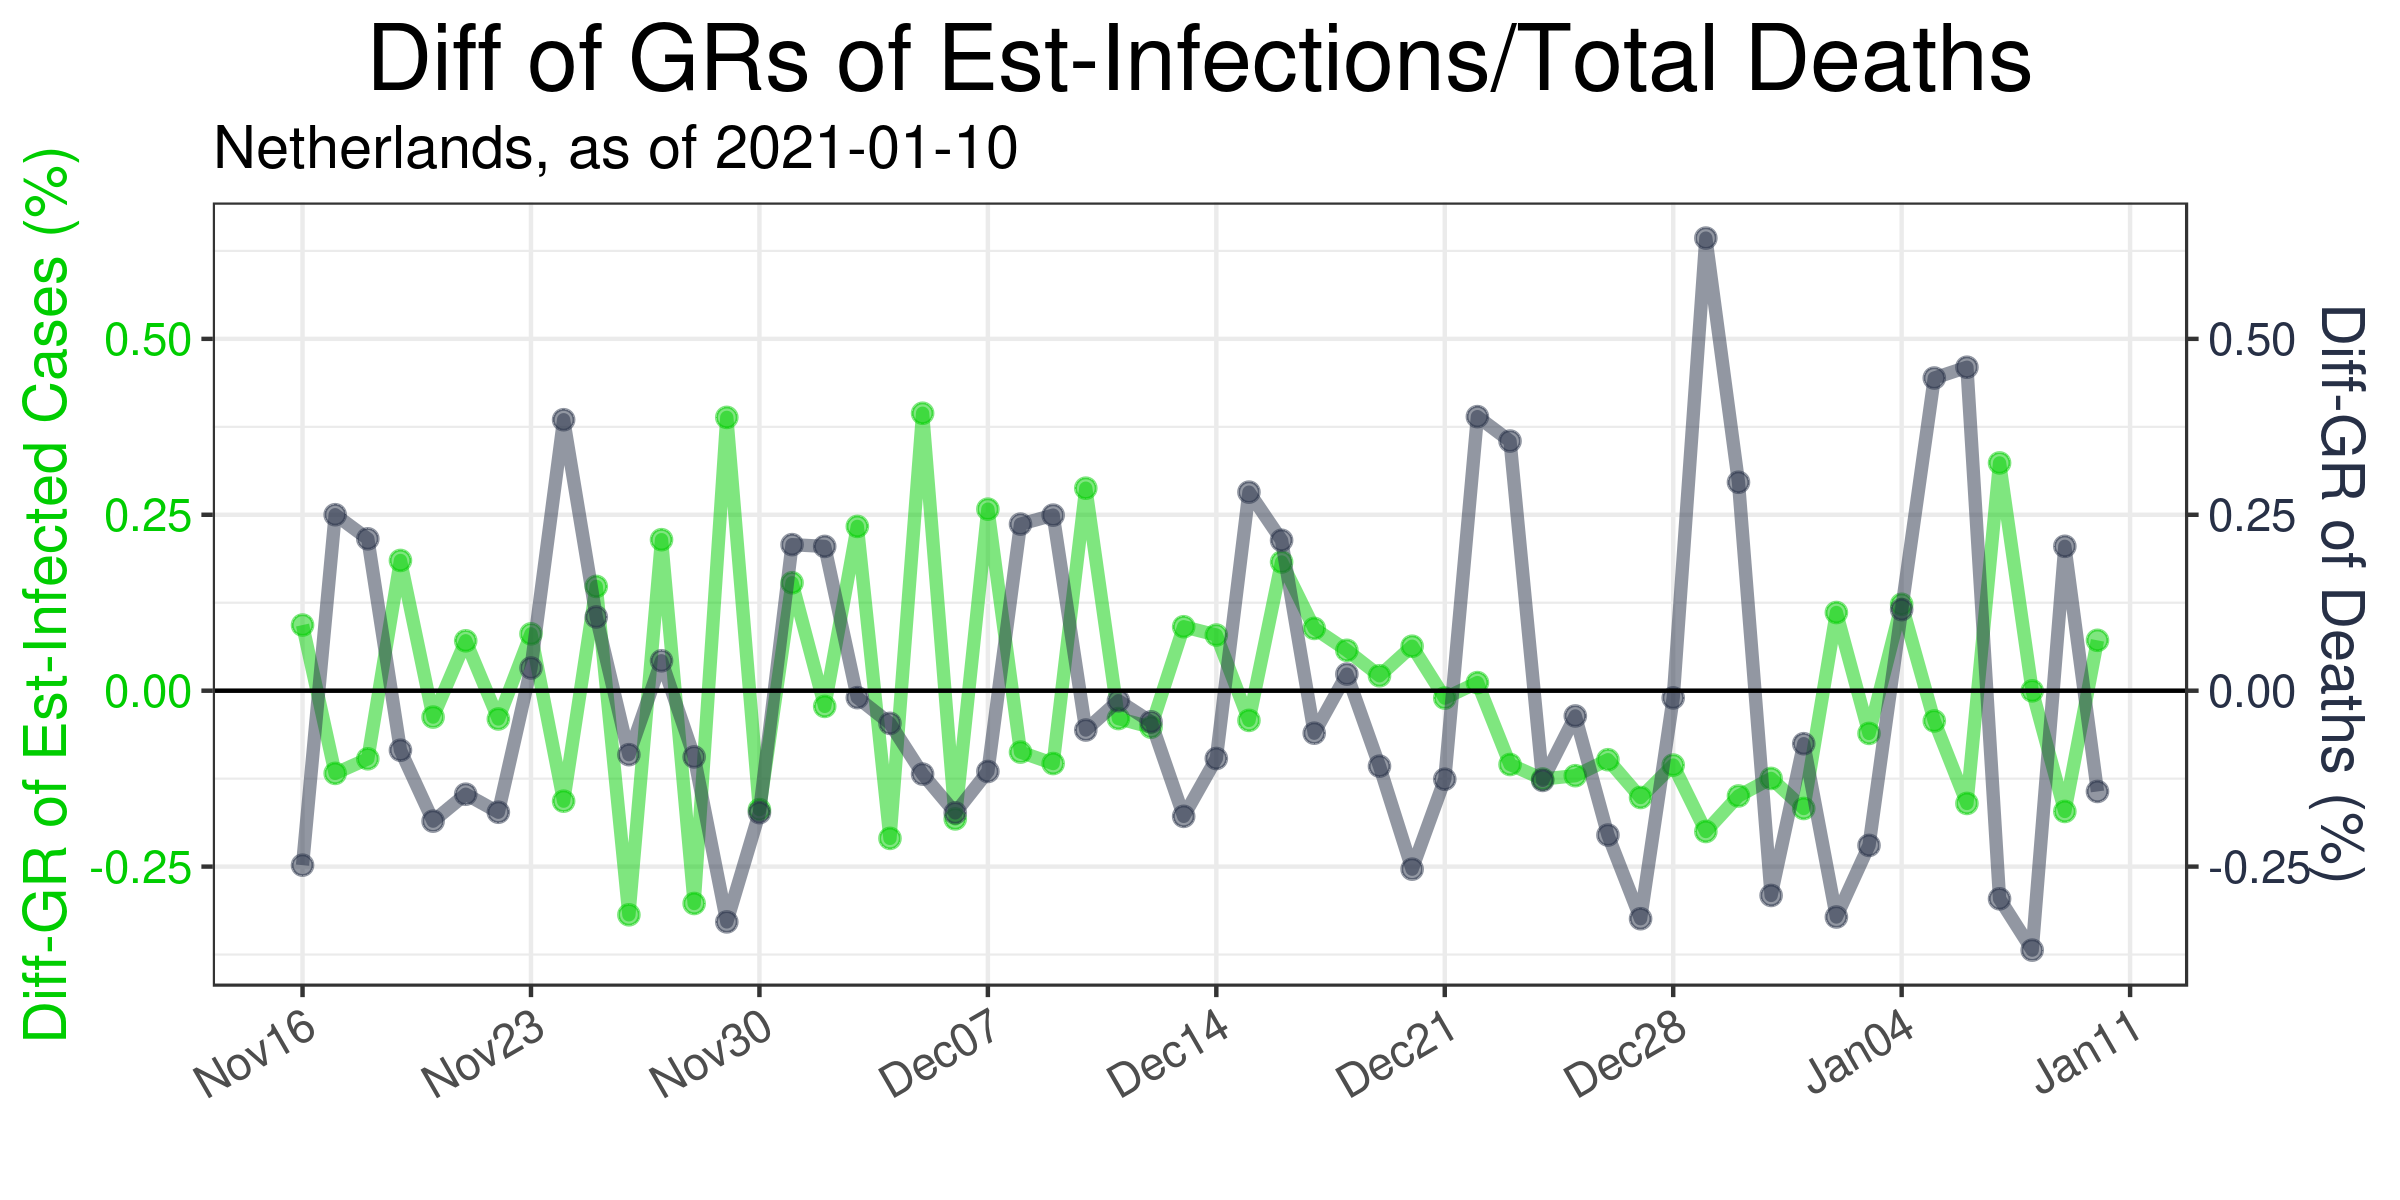 Diff of GRs of Est-Infections/Total Deaths
Netherlands, as of 2021-01-10
Diff-GR of Est-Infected Cases (%)
0.50
0.25
0.00
-0.25
0.50
0.25
0.00
-0.25
Diff-GR of Deaths (%)
Nov16
Nov23
Nov30
Dec07
Dec14
Dec21
Dec28
Jan04
Jan11